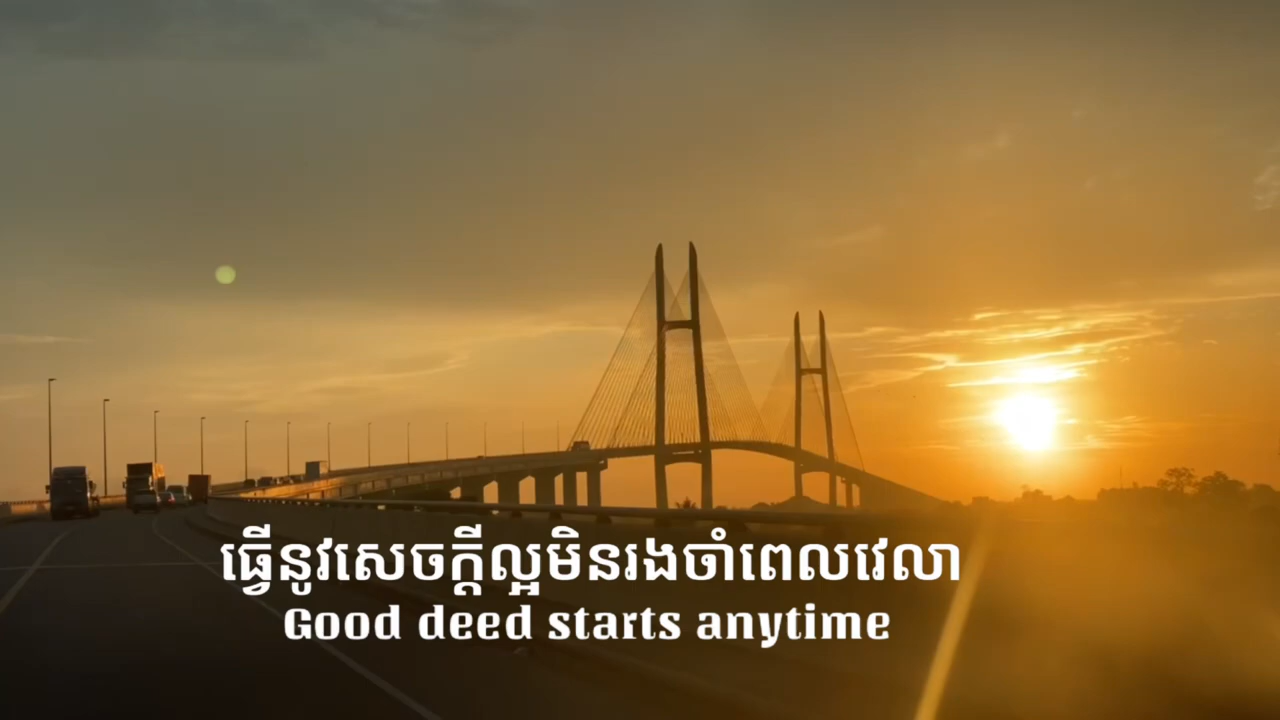 ធ្វើនូវសេចក្ដីល្អមិនរងចាំពេលវេលា
Good deed starts anytime